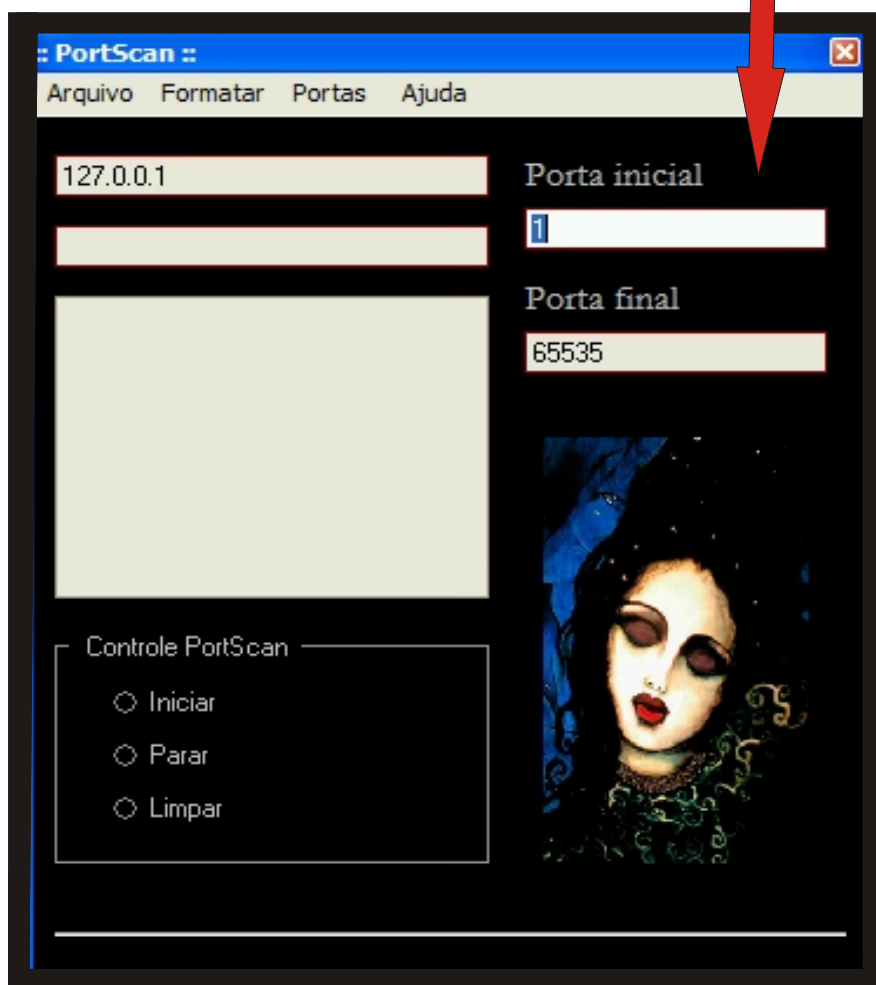 :: PortScan ::
Arquivo Formatar Portas Ajuda
127.0.0.1
Porta inicial
1
Porta final
65535
Controle PortScan
Iniciar
Parar
Limpar